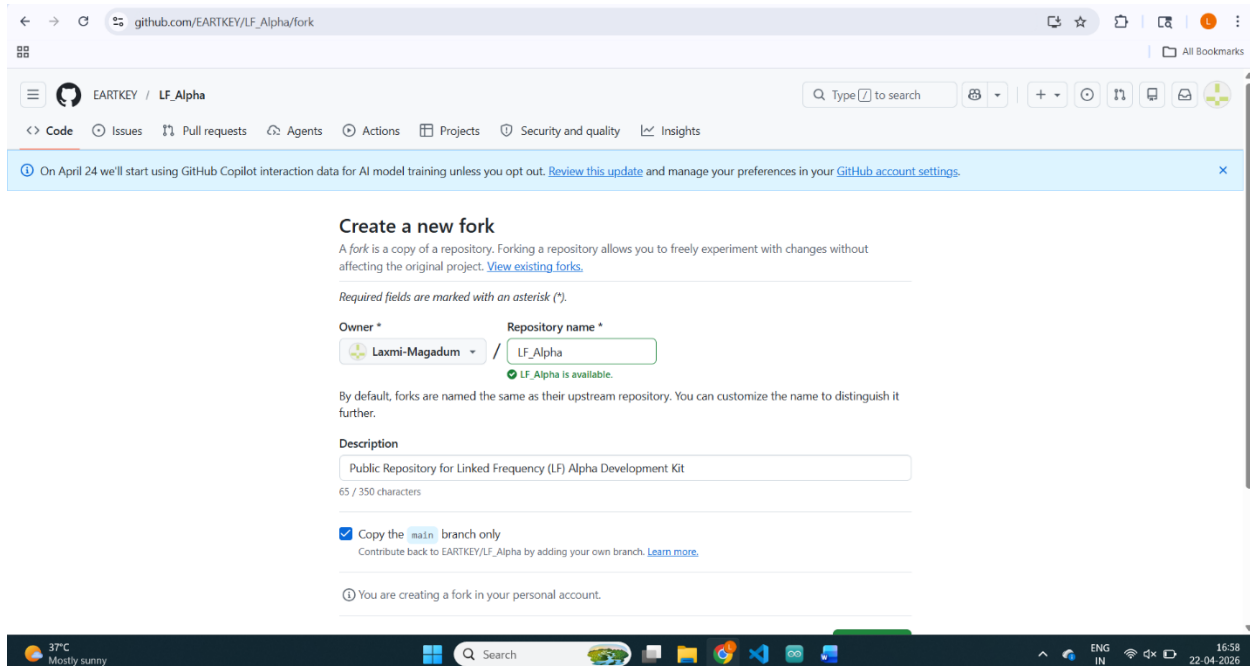 github.com/EARTKEY/LF_Alpha/fork
L
All Bookmarks
EARTKEY / LF_Alpha
Type / to search
<> Code Issues Pull requests Agents Actions Projects Security and quality Insights
On April 24 we'll start using GitHub Copilot interaction data for AI model training unless you opt out. Review this update and manage your preferences in your GitHub account settings.
Create a new fork
A fork is a copy of a repository. Forking a repository allows you to freely experiment with changes without
affecting the original project. View existing forks.
Required fields are marked with an asterisk (*).
Owner * Repository name *
Laxmi-Magadum / LF_Alpha
LF_Alpha is available.
By default, forks are named the same as their upstream repository. You can customize the name to distinguish it
further.
Description
Public Repository for Linked Frequency (LF) Alpha Development Kit
65 / 350 characters
Copy the main branch only
Contribute back to EARTKEY/LF_Alpha by adding your own branch. Learn more.
You are creating a fork in your personal account.
37°C
Mostly sunny
Search
ENG
IN
16:58
22-04-2026